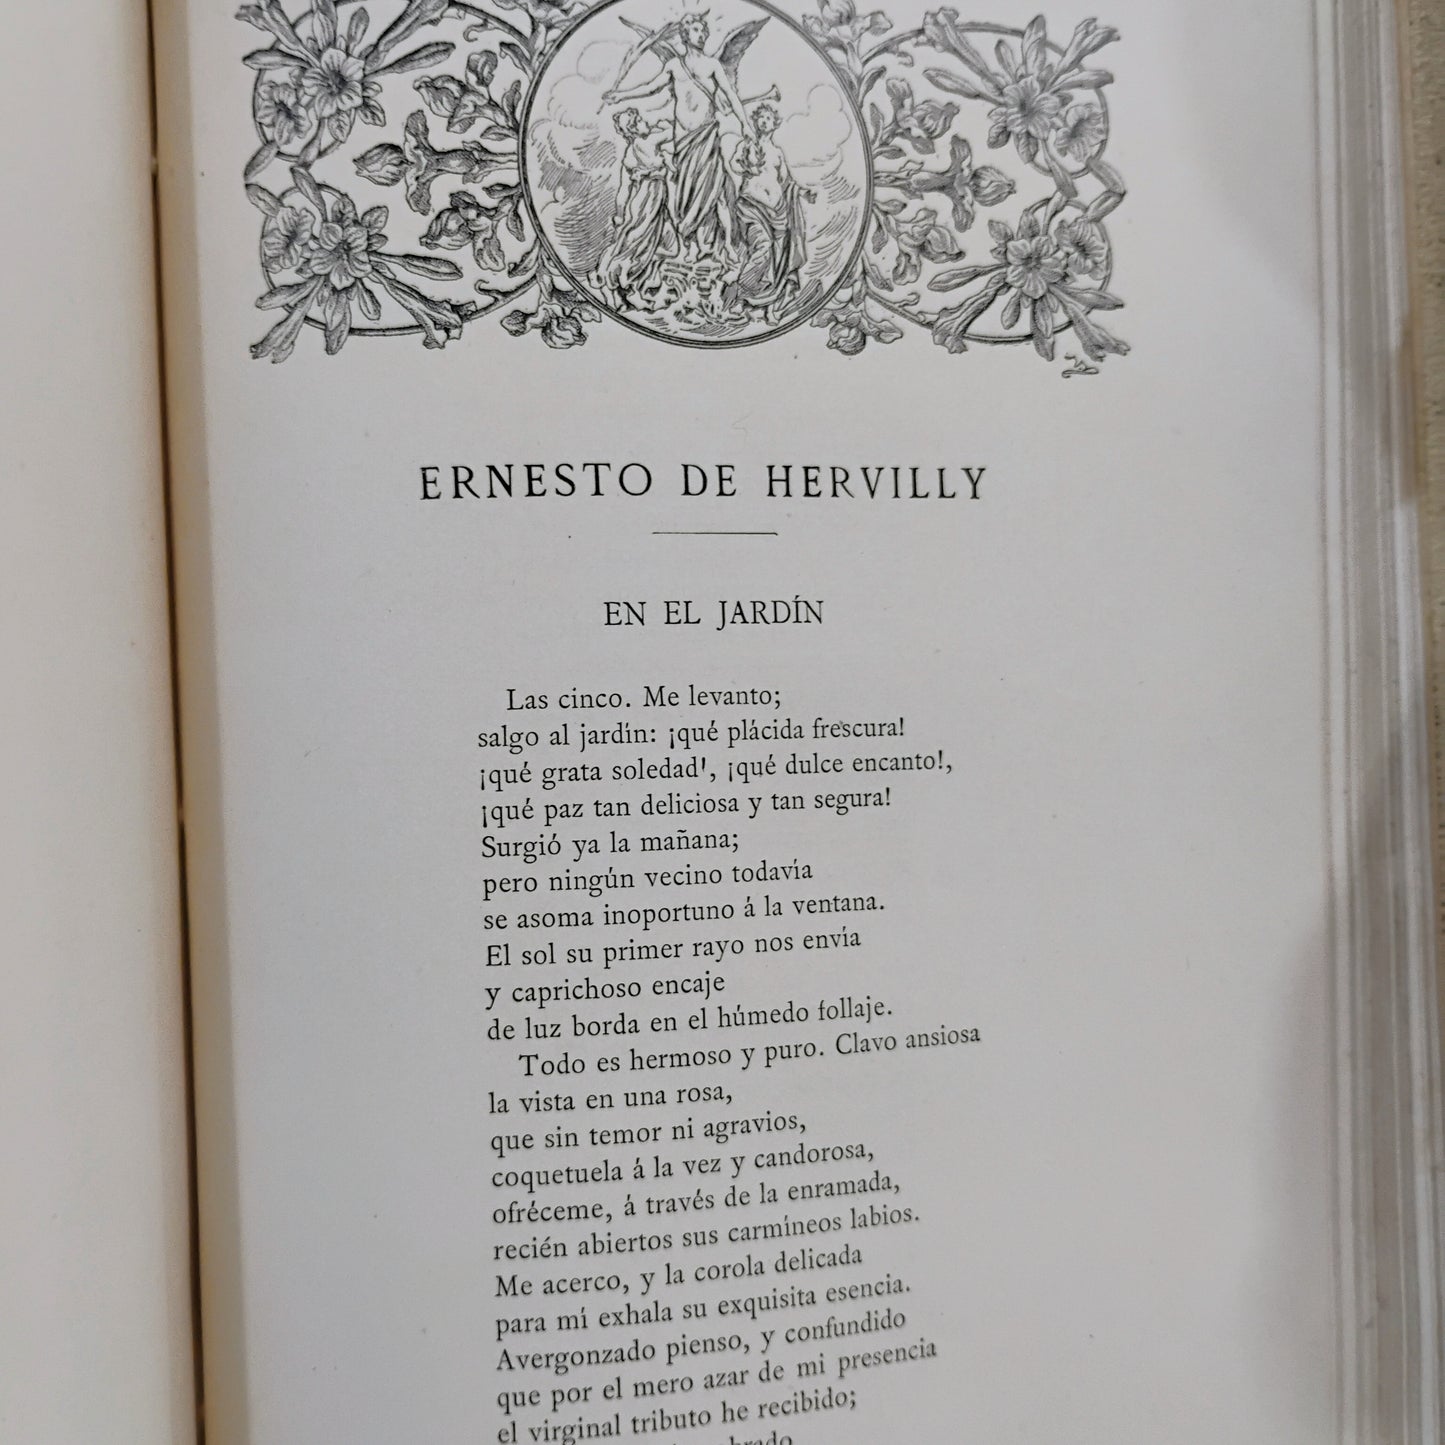 ERNESTO DE HERVILLY
EN EL JARDÍN
Las cinco. Me levanto;
salgo al jardín: ¡qué plácida frescura!
¡qué grata soledad', ¡qué dulce encanto!,
¡qué paz tan deliciosa y tan segura!
Surgió ya la mañana;
pero ningún vecino todavía
se asoma inoportuno á la ventana.
El sol su primer rayo nos envía
y caprichoso encaje
de luz borda en el húmedo follaje.
Todo es hermoso y puro. Clavo ansiosa
la vista en una rosa,
que sin temor ni agravios,
coquetuela á la vez y candorosa,
ofréceme, á través de la enramada,
recién abiertos sus carmíneos labios.
Me acerco, y la corola delicada
para mí exhala su exquisita esencia.
Avergonzado pienso, y confundido
que por el mero azar de mi presencia
el virginal tributo he recibido;